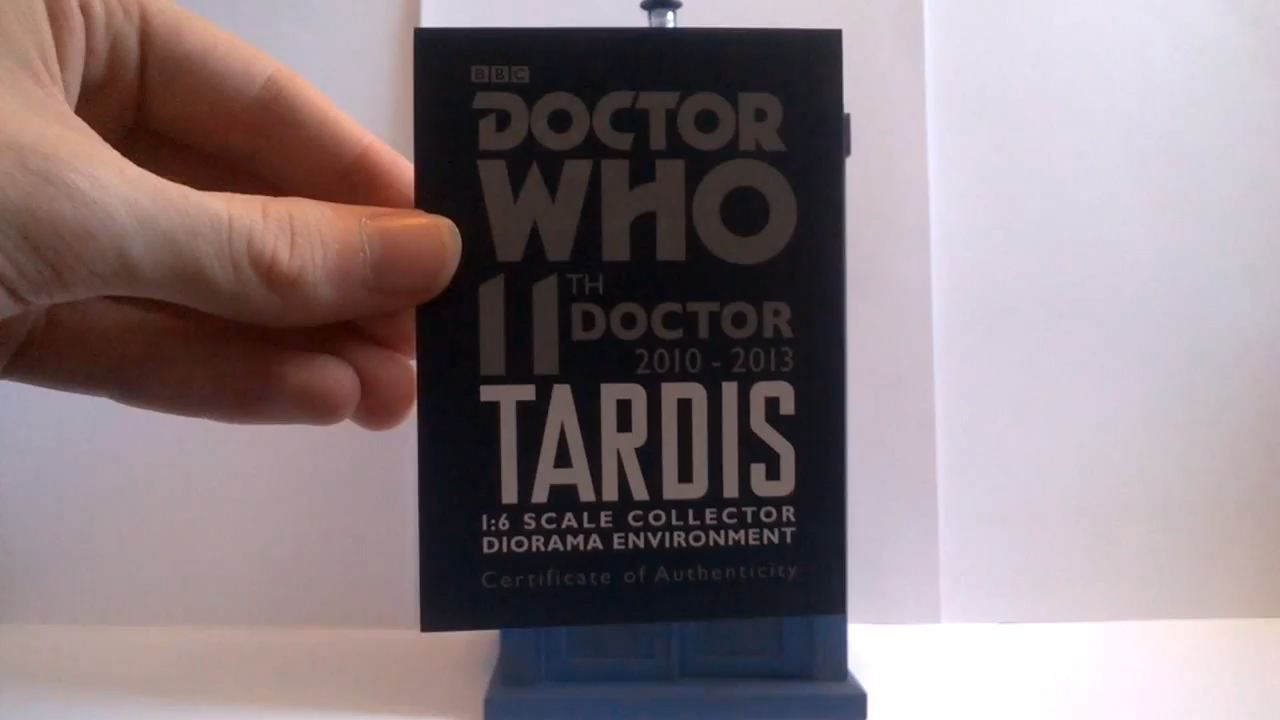 BBC
DOCTOR
WHO
11TH
DOCTOR
2010 - 2013
TARDIS
1:6 SCALE COLLECTOR
DIORAMA ENVIRONMENT
Certificate of Authenticity